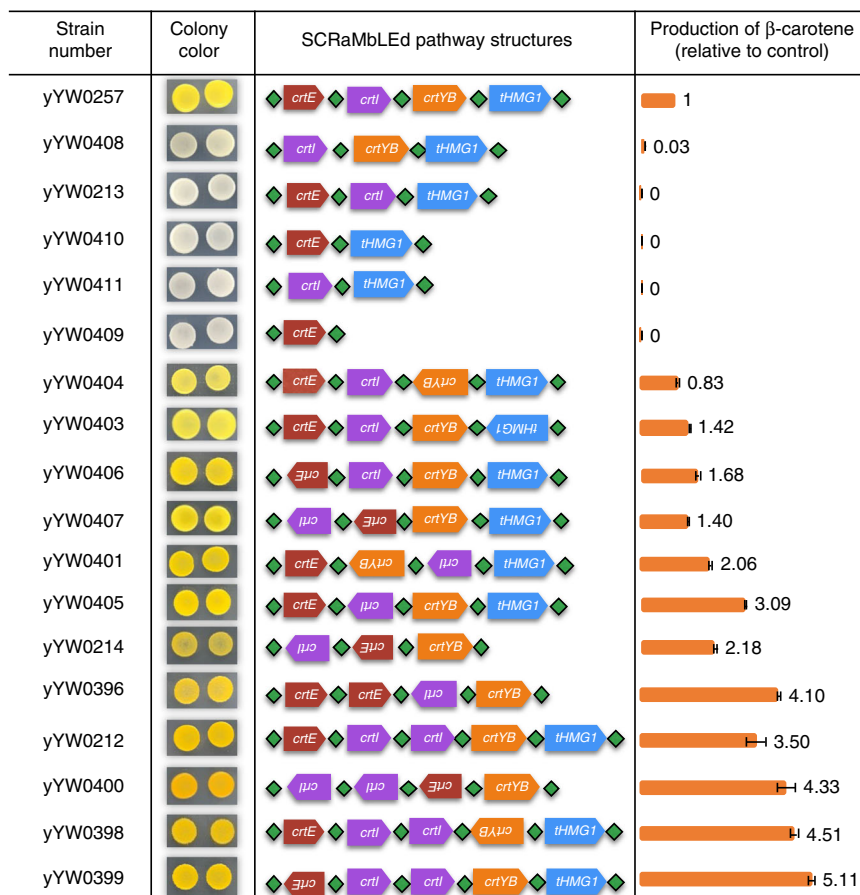 Strain number
Colony color
SCRaMbLEd pathway structures
Production of β-carotene (relative to control)
yYW0257 crtE crtI crtYB tHMG1 1
yYW0408 crtI crtYB tHMG1 0.03
yYW0213 crtE crtI tHMG1 0
yYW0410 crtE tHMG1 0
yYW0411 crtI tHMG1 0
yYW0409 crtE 0
yYW0404 crtE crtI crtYB tHMG1 0.83
yYW0403 crtE crtI crtYB tHMG1 1.42
yYW0406 crtE crtI crtYB tHMG1 1.68
yYW0407 crtI crtE crtYB tHMG1 1.40
yYW0401 crtE crtYB crtI tHMG1 2.06
yYW0405 crtE crtI crtYB tHMG1 3.09
yYW0214 crtI crtE crtYB 2.18
yYW0396 crtE crtE crtI crtYB 4.10
yYW0212 crtE crtI crtI crtYB tHMG1 3.50
yYW0400 crtI crtI crtE crtYB 4.33
yYW0398 crtE crtI crtI crtYB tHMG1 4.51
yYW0399 crtE crtI crtI crtYB tHMG1 5.11